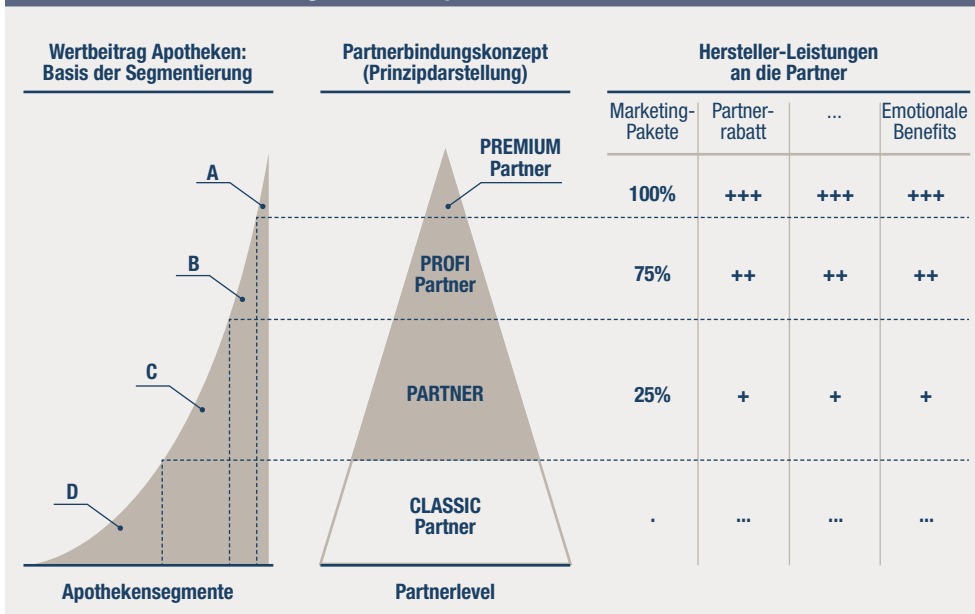 Wertbeitrag Apotheken:
Basis der Segmentierung
Partnerbindungskonzept
(Prinzipdarstellung)
Hersteller-Leistungen
an die Partner
Marketing-
Pakete
Partner-
rabatt
...
Emotionale
Benefits
A
PREMIUM
Partner
100% +++ +++ +++
B
PROFI
Partner
75% ++ ++ ++
C
PARTNER
25% + + +
D
CLASSIC
Partner
. ... ... ...
Apothekensegmente
Partnerlevel